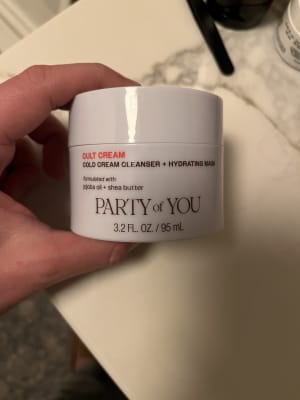 CULT CREAM
COLD CREAM CLEANSER + HYDRATING MASK
Formulated with
jojoba oil + shea butter
PARTY of YOU
3.2 FL. OZ. / 95 mL